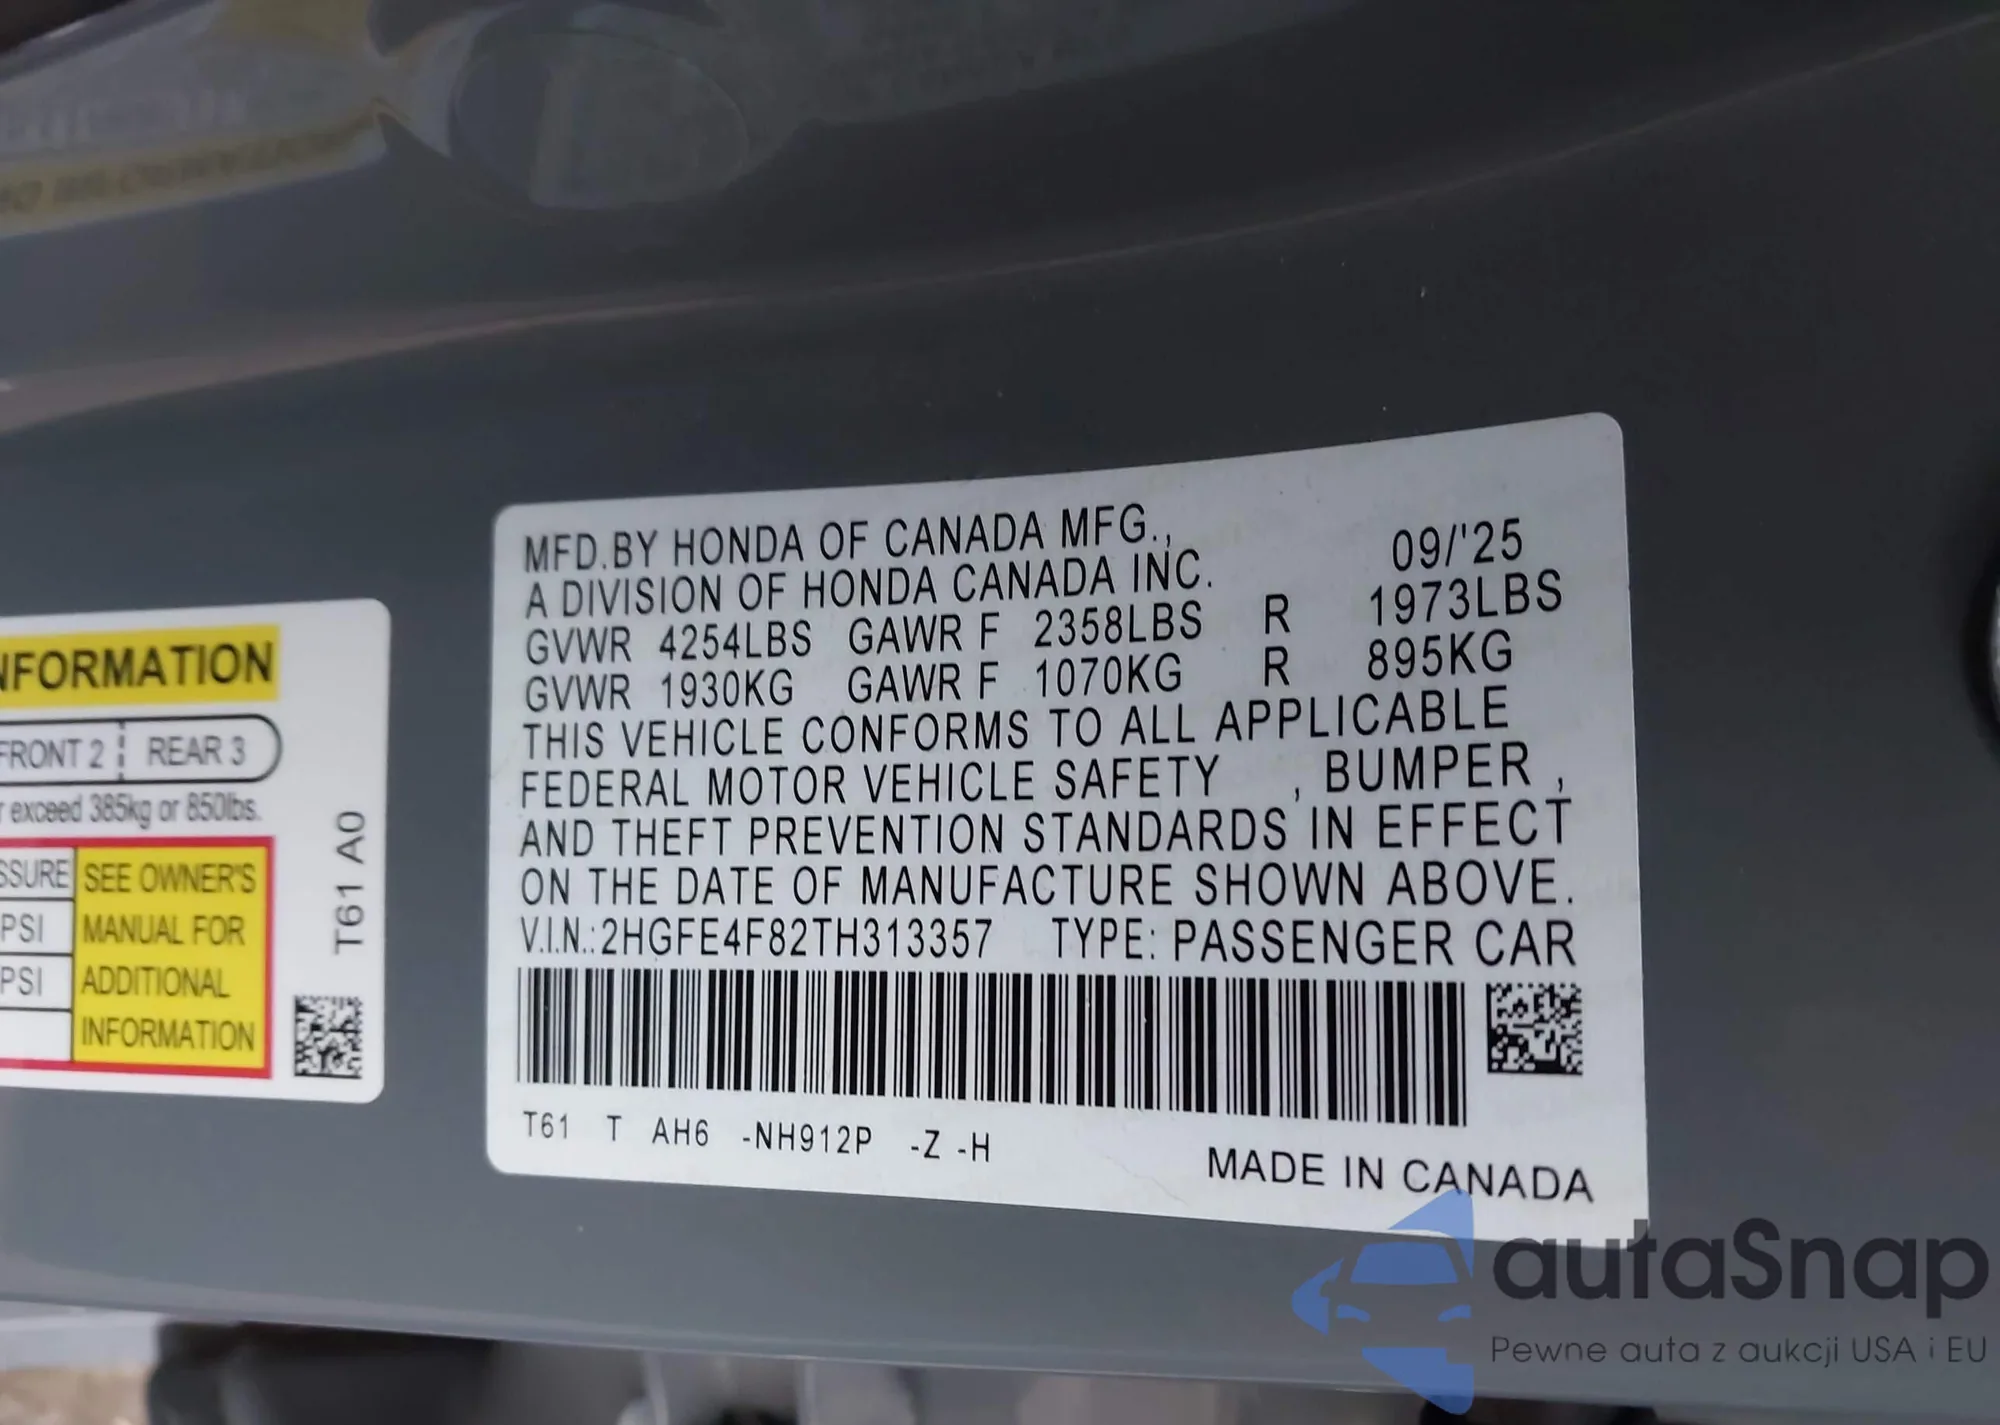 NFORMATION
FRONT 2 REAR 3
r exceed 385kg or 850lbs.
SSURE
PSI
PSI
SEE OWNER'S
MANUAL FOR
ADDITIONAL
INFORMATION
T61 A0
MFD.BY HONDA OF CANADA MFG., 09/'25
A DIVISION OF HONDA CANADA INC.
GVWR 4254LBS GAWR F 2358LBS R 1973LBS
GVWR 1930KG GAWR F 1070KG R 895KG
THIS VEHICLE CONFORMS TO ALL APPLICABLE
FEDERAL MOTOR VEHICLE SAFETY , BUMPER ,
AND THEFT PREVENTION STANDARDS IN EFFECT
ON THE DATE OF MANUFACTURE SHOWN ABOVE.
V.I.N.:2HGFE4F82TH313357 TYPE: PASSENGER CAR
T61 T AH6 -NH912P -Z -H
MADE IN CANADA
autaSnap
Pewne auta z aukcji USA i EU